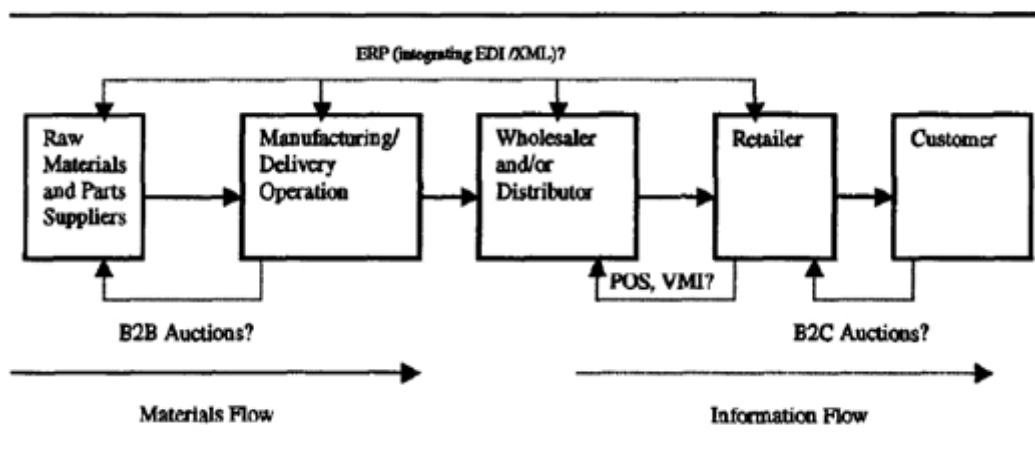 ERP (integrating EDI /XML)?
Raw
Materials
and Parts
Suppliers
Manufacturing/
Delivery
Operation
Wholesaler
and/or
Distributor
Retailer
Customer
POS, VMI?
B2B Auctions?
B2C Auctions?
Materials Flow
Information Flow